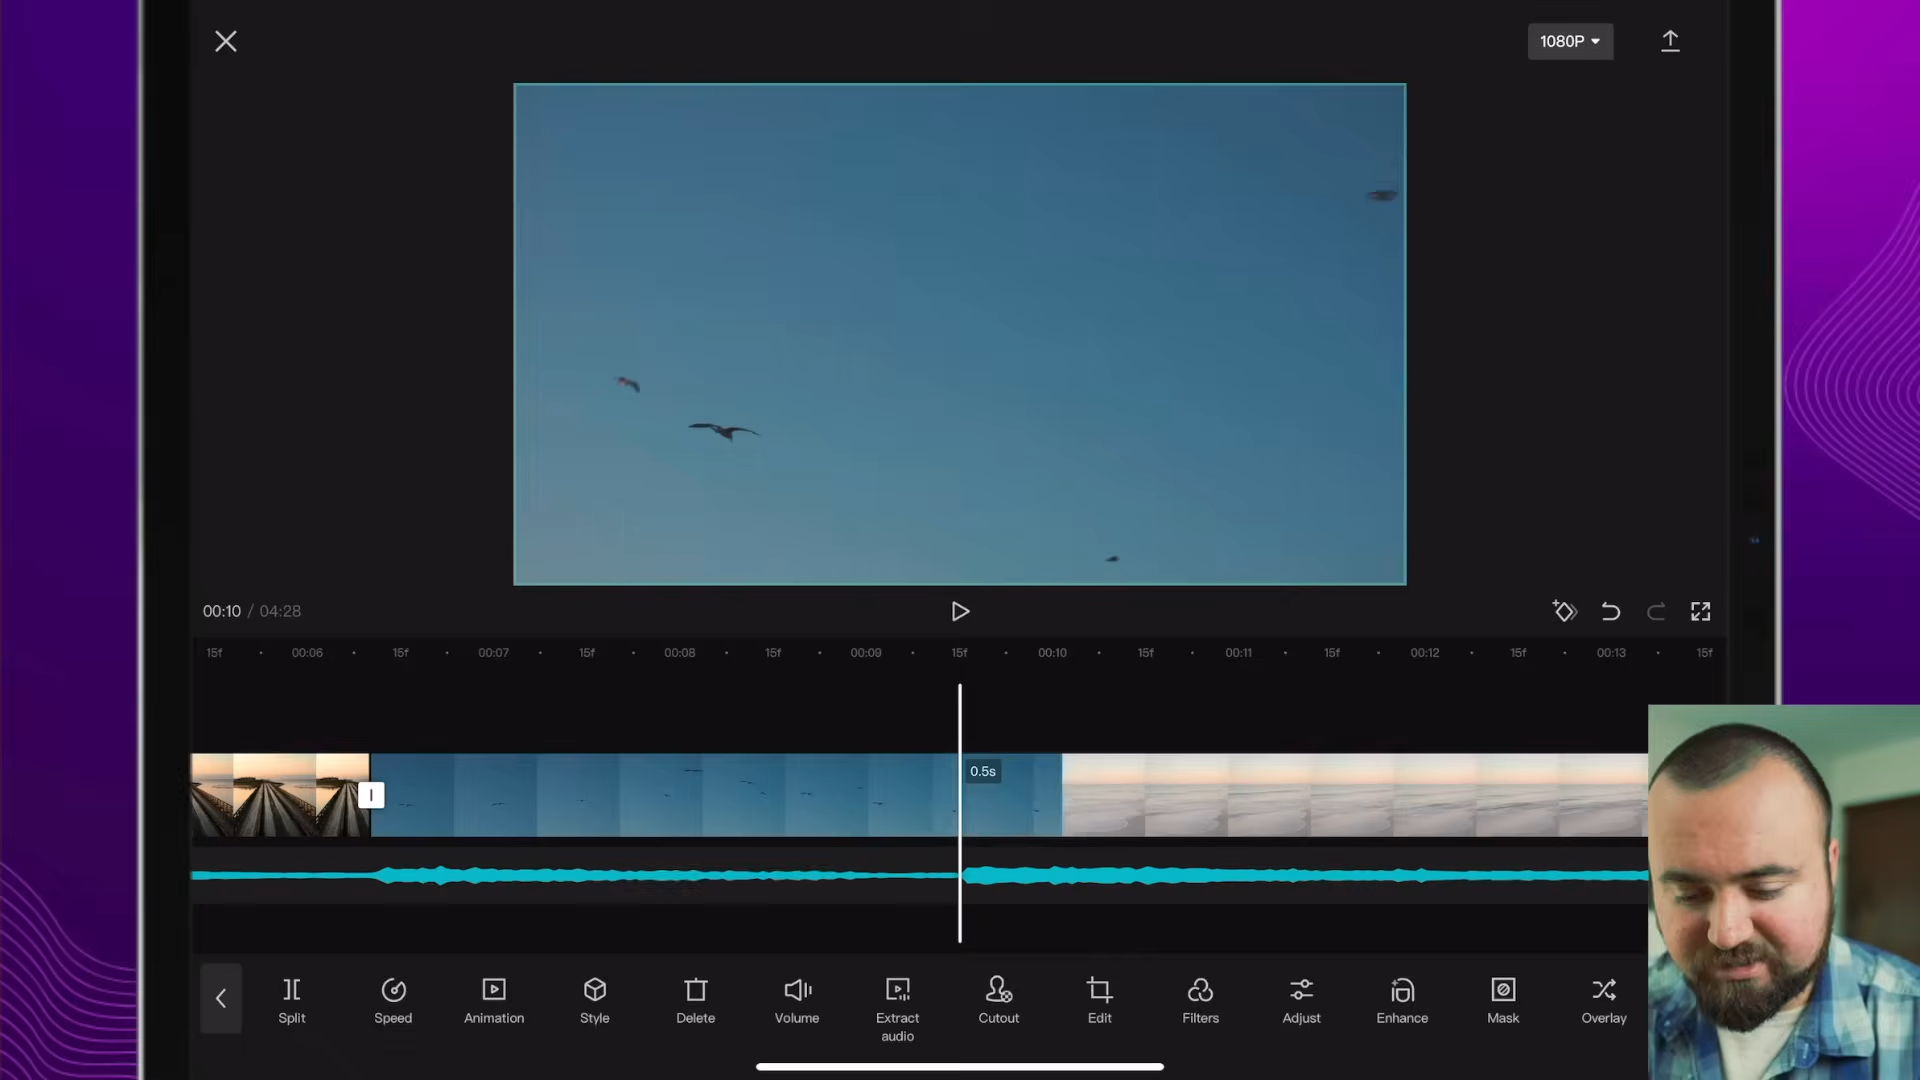 1080P
00:10 / 04:28
15f 00:06 15f 00:07 15f 00:08 15f 00:09 15f 00:10 15f 00:11 15f 00:12 15f 00:13 15f
0.5s
Split Speed Animation Style Delete Volume Extract audio Cutout Edit Filters Adjust Enhance Mask Overlay